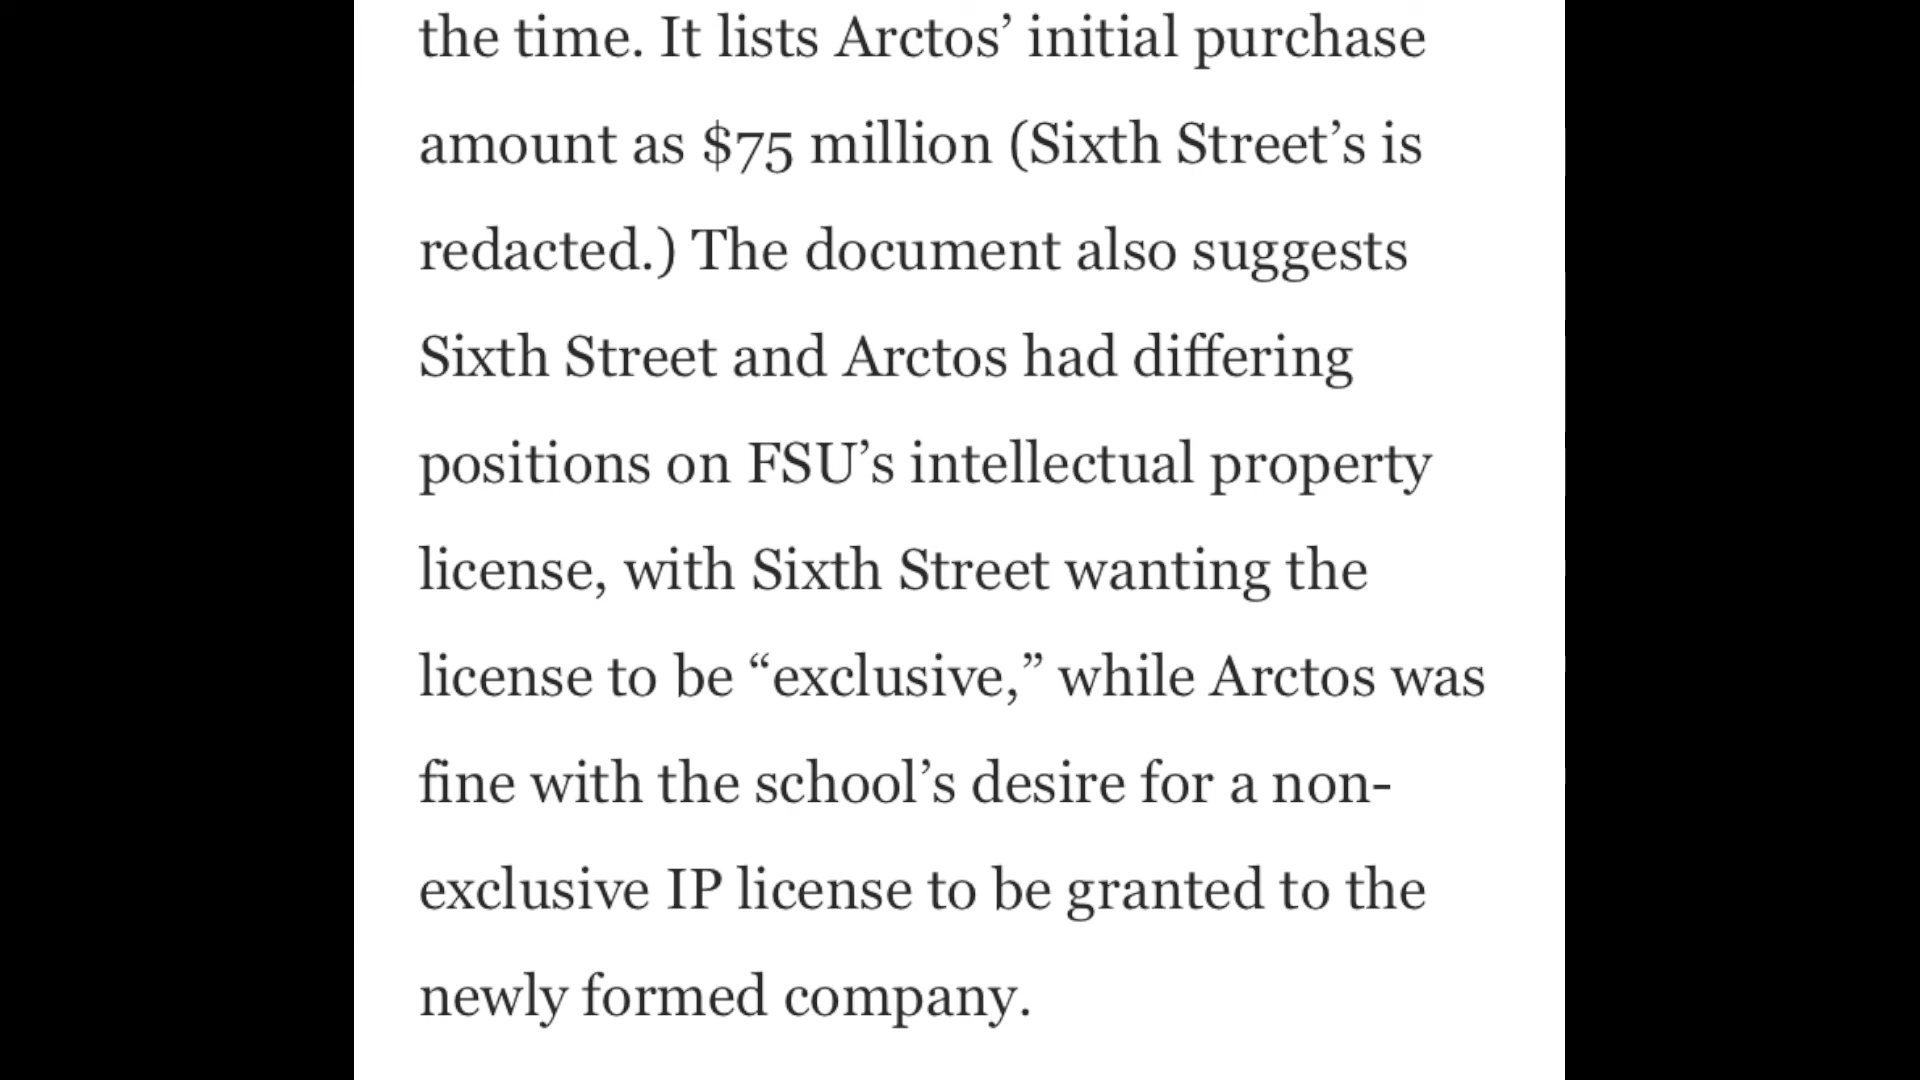 the time. It lists Arctos’ initial purchase
amount as $75 million (Sixth Street’s is
redacted.) The document also suggests
Sixth Street and Arctos had differing
positions on FSU’s intellectual property
license, with Sixth Street wanting the
license to be “exclusive,” while Arctos was
fine with the school’s desire for a non-
exclusive IP license to be granted to the
newly formed company.